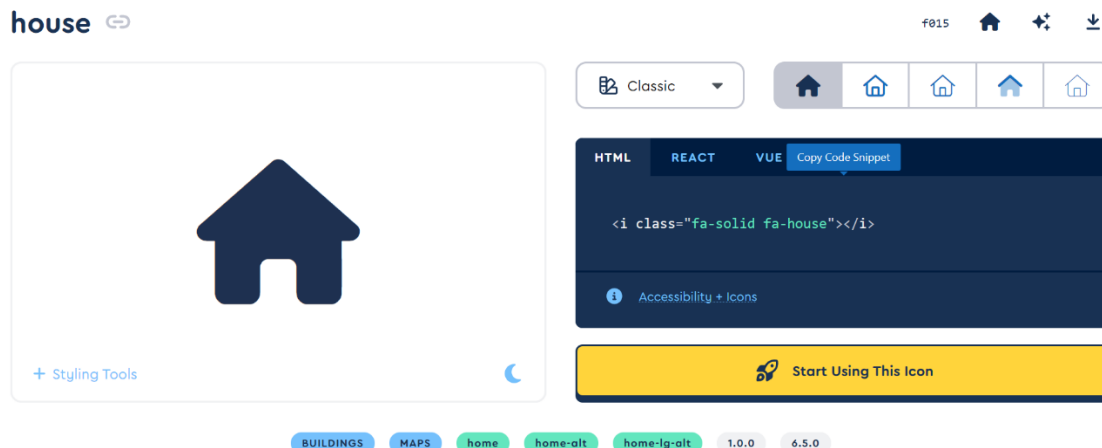 house
f015
Classic
HTML REACT VUE Copy Code Snippet
<i class="fa-solid fa-house"></i>
Accessibility + Icons
+ Styling Tools
Start Using This Icon
BUILDINGS MAPS home home-alt home-lg-alt 1.0.0 6.5.0